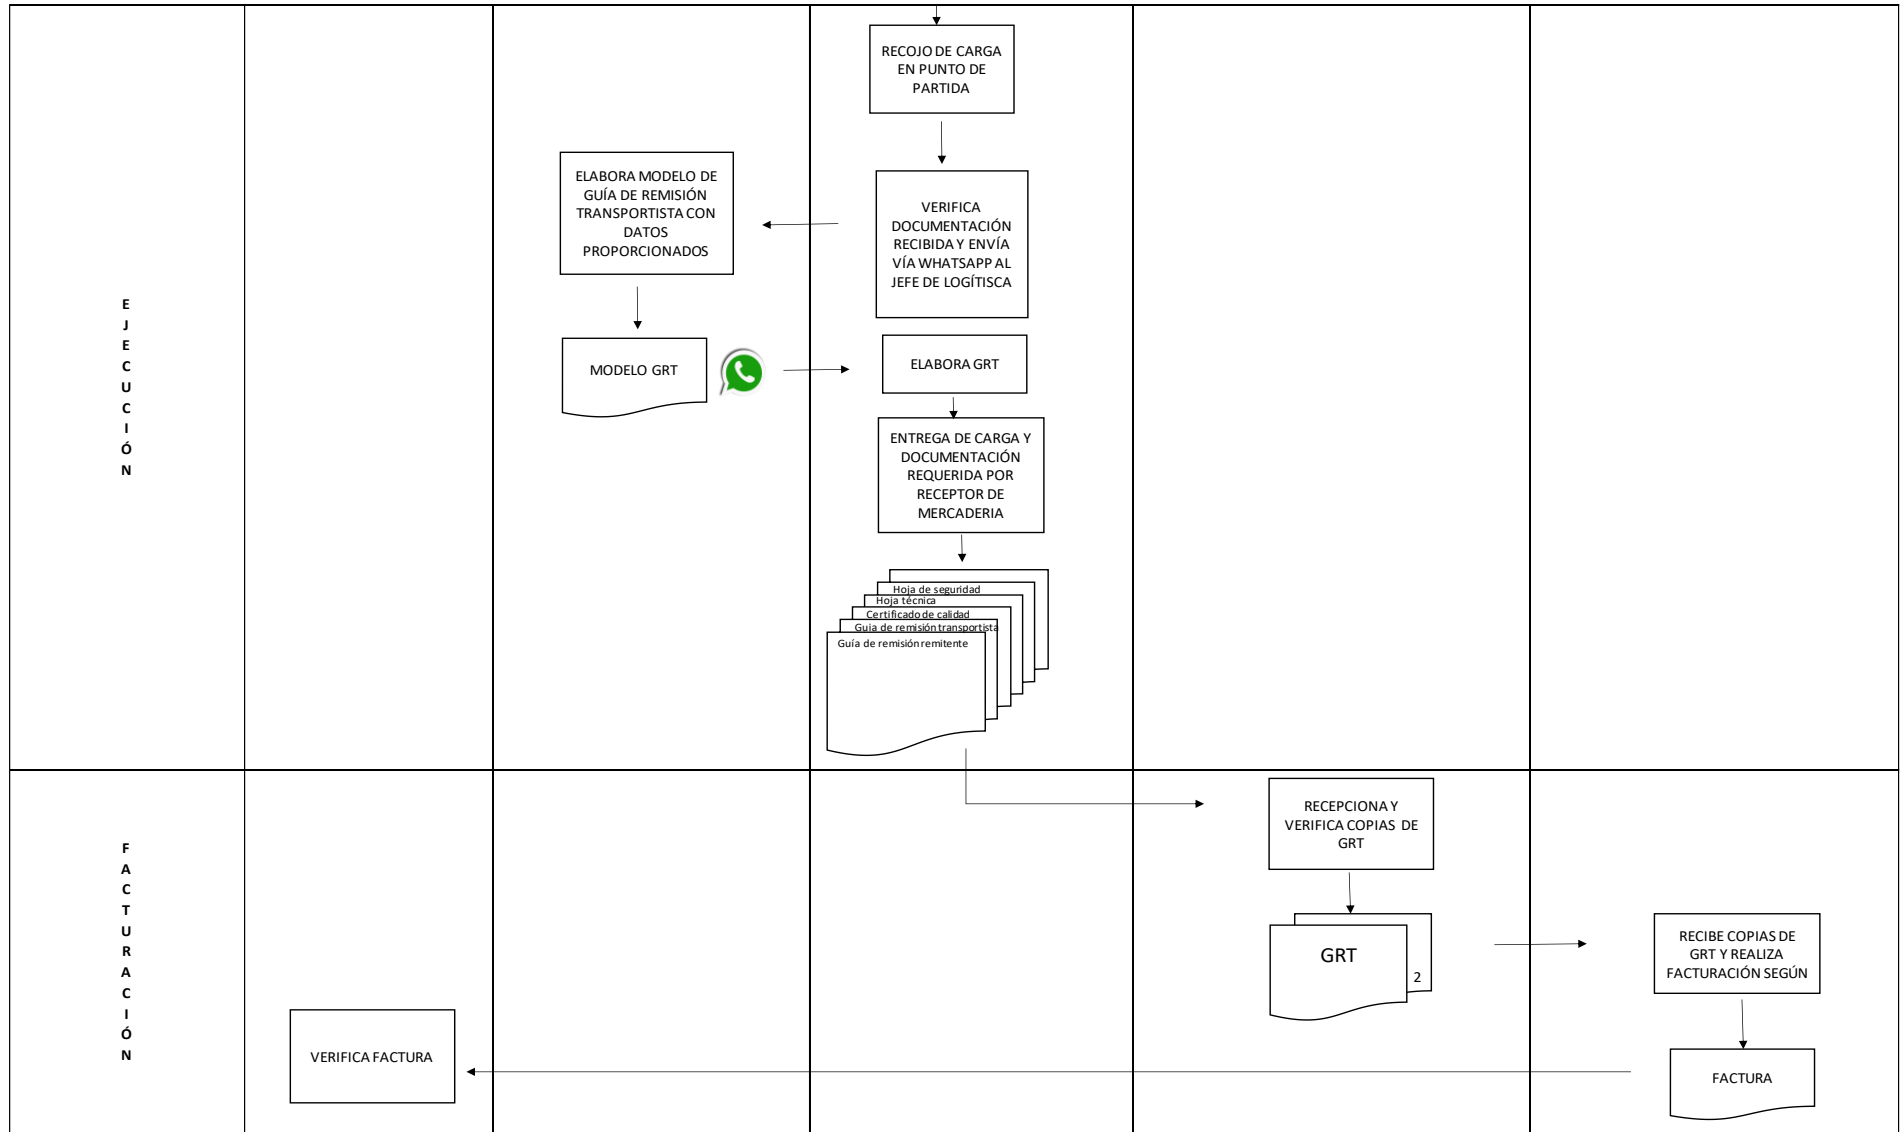 E
J
E
C
U
C
I
Ó
N
RECOJO DE CARGA
EN PUNTO DE
PARTIDA
ELABORA MODELO DE
GUÍA DE REMISIÓN
TRANSPORTISTA CON
DATOS
PROPORCIONADOS
VERIFICA
DOCUMENTACIÓN
RECIBIDA Y ENVÍA
VÍA WHATSAPP AL
JEFE DE LOGÍTISCA
MODELO GRT
ELABORA GRT
ENTREGA DE CARGA Y
DOCUMENTACIÓN
REQUERIDA POR
RECEPTOR DE
MERCADERIA
Hoja de seguridad
Hoja técnica
Certificado de calidad
Guia de remisión transportista
Guía de remisión remitente
F
A
C
T
U
R
A
C
I
Ó
N
RECEPCIONA Y
VERIFICA COPIAS DE
GRT
GRT
2
RECIBE COPIAS DE
GRT Y REALIZA
FACTURACIÓN SEGÚN
VERIFICA FACTURA
FACTURA